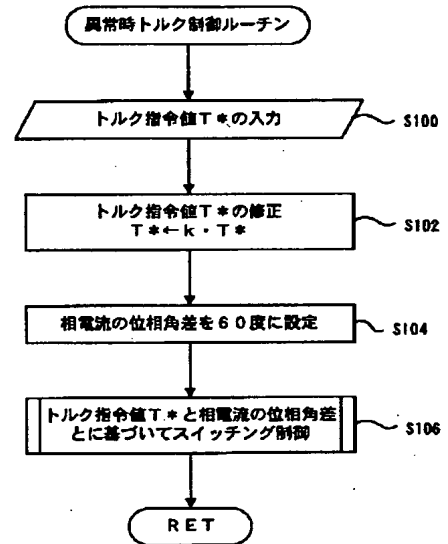 異常時トルク制御ルーチン
トルク指令値T*の入力
S100
トルク指令値T*の修正
T*←k・T*
S102
相電流の位相角差を60度に設定
S104
トルク指令値T*と相電流の位相角差
とに基づいてスイッチング制御
S106
RET